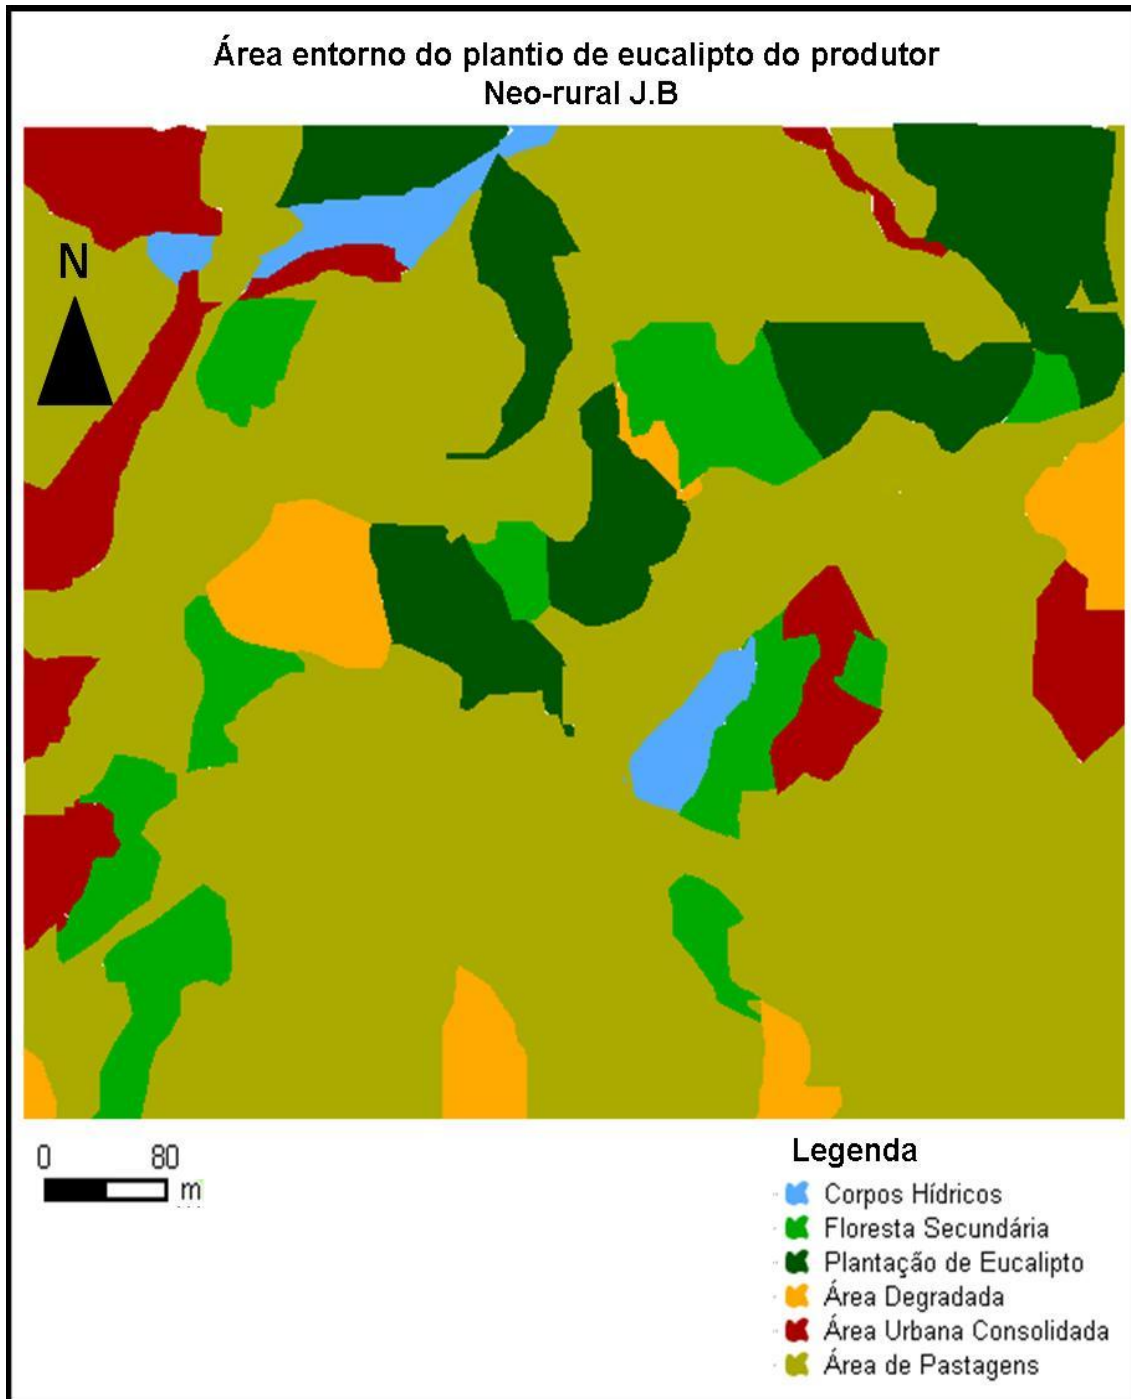 Área entorno do plantio de eucalipto do produtor
Neo-rural J.B
N
0 80
m
Legenda
Corpos Hídricos
Floresta Secundária
Plantação de Eucalipto
Área Degradada
Área Urbana Consolidada
Área de Pastagens